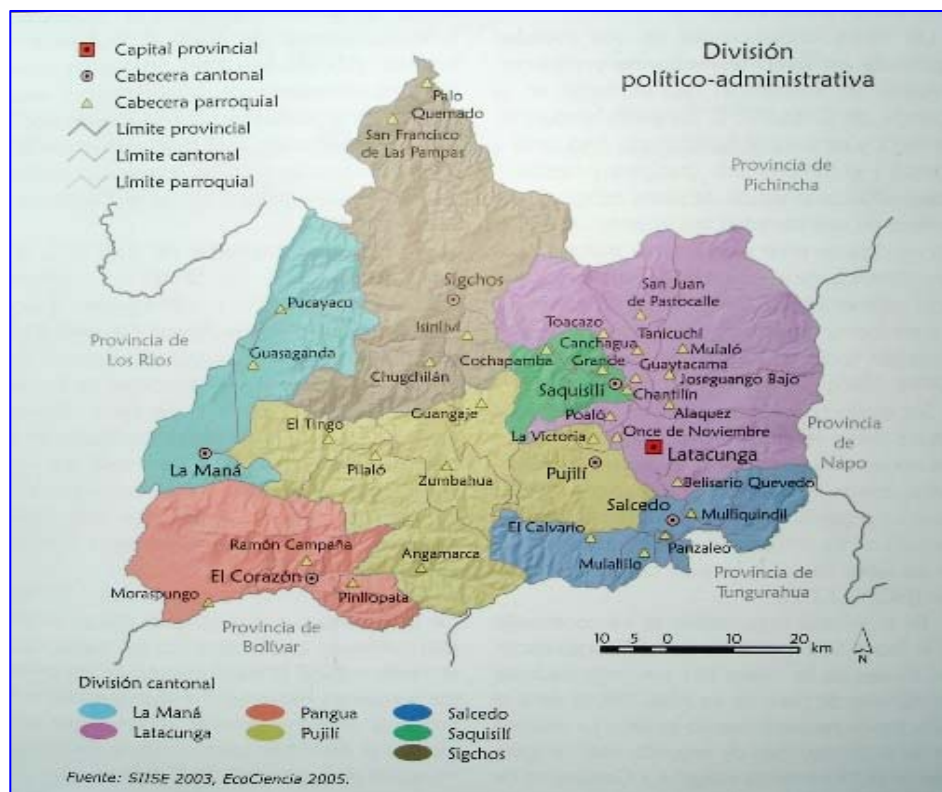 Capital provincial
Cabecera cantonal
Cabecera parroquial
Límite provincial
Límite cantonal
Límite parroquial
División
político-administrativa
Palo
Quemado
San Francisco
de Las Pampas
Provincia de
Pichincha
Sigchos
San Juan
de Pastocalle
Pucayacu
Isinliví
Toacazo
Tanicuchí
Canchagua
Grande
Mulaló
Provincia de
Los Ríos
Guasaganda
Chugchilán
Cochapamba
Guaytacama
Joseguango Bajo
Saquisilí
Chantilín
Guangaje
Poaló
Alaquez
El Tingo
La Victoria
Once de Noviembre
Provincia
de
Napo
La Maná
Pilaló
Zumbahua
Pujilí
Latacunga
Belisario Quevedo
Salcedo
Mulliquindil
El Calvario
Ramón Campaña
Angamarca
Mulalillo
Panzaleo
El Corazón
Pinllopata
Moraspungo
Provincia de
Tungurahua
Provincia de
Bolívar
10 5 0 10 20
km
N
División cantonal
La Maná
Pangua
Salcedo
Latacunga
Pujilí
Saquisilí
Sigchos
Fuente: SIISE 2003, EcoCiencia 2005.